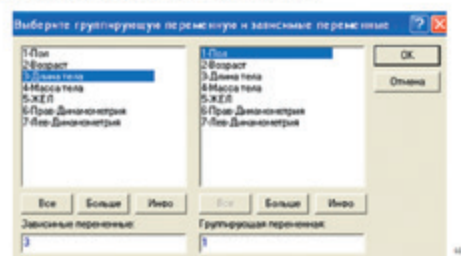 Выберите группирующую переменную и зависимые переменные
1-Пол
2-Возраст
3-Длина тела
4-Масса тела
5-ЖЕЛ
6-Прав-Динамометрия
7-Лев-Динамометрия
1-Пол
2-Возраст
3-Длина тела
4-Масса тела
5-ЖЕЛ
6-Прав-Динамометрия
7-Лев-Динамометрия
OK
Отмена
Все Больше Инфо
Все Больше Инфо
Зависимые переменные:
Группирующая переменная:
3
1